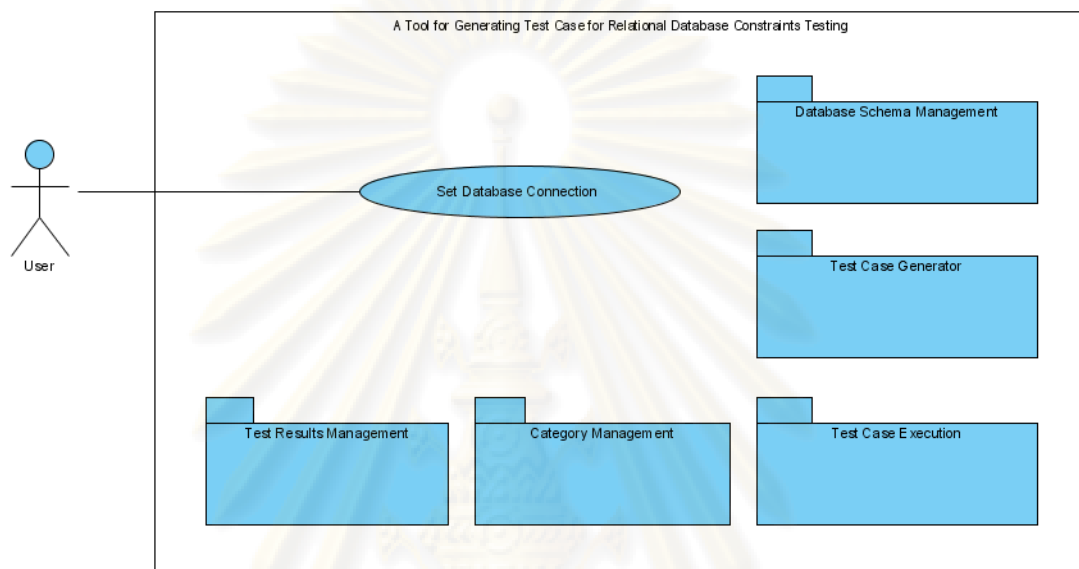 A Tool for Generating Test Case for Relational Database Constraints Testing
Database Schema Management
Set Database Connection
User
Test Case Generator
Test Results Management
Category Management
Test Case Execution